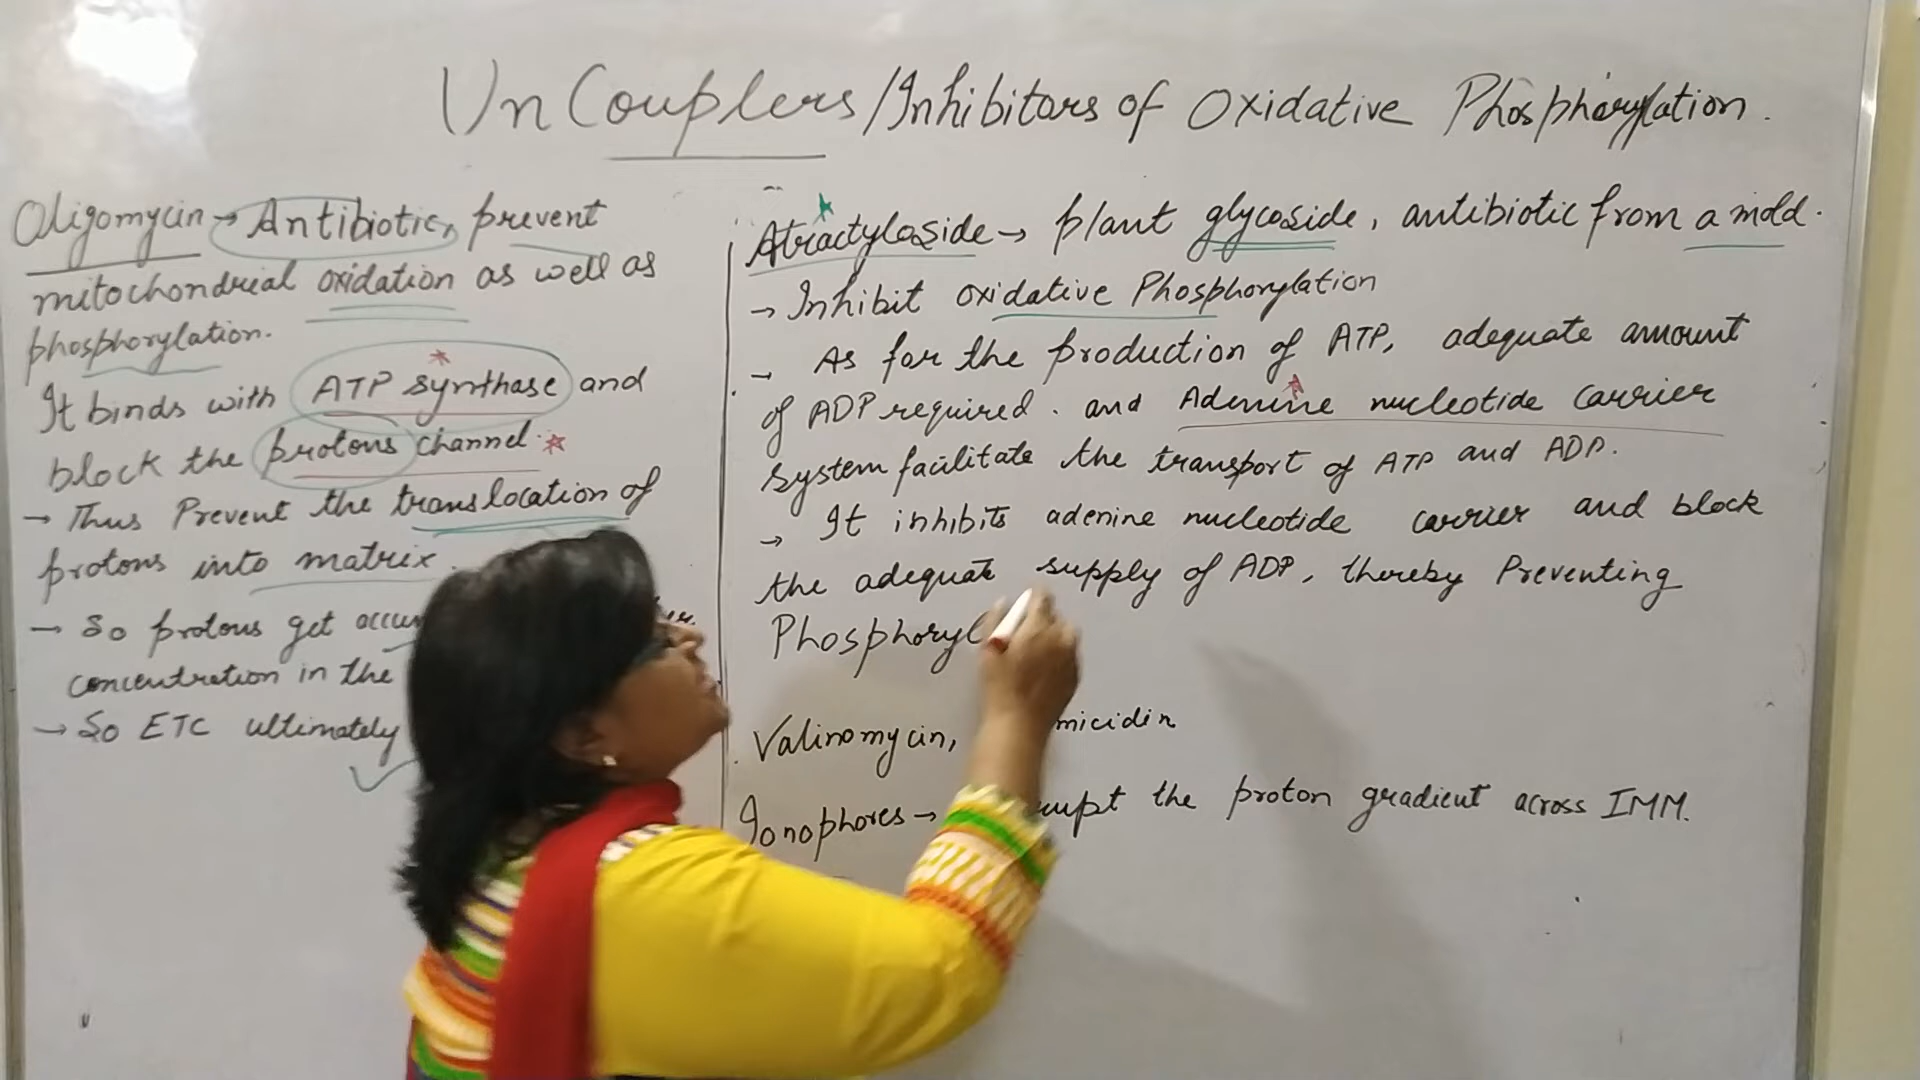 UnCouplers/Inhibitors of Oxidative Phosphorylation.
Oligomycin → Antibiotic, prevent
mitochondrial oxidation as well as
phosphorylation.
It binds with ATP synthase and
block the protons channel.
→ Thus Prevent the translocation of
protons into matrix.
→ So protons get
concentration in the
→ So ETC ultimately
Atractyloside → plant glycoside, antibiotic from a mold.
→ Inhibit oxidative Phosphorylation
→ As for the production of ATP, adequate amount
of ADP required. and Adenine nucleotide carrier
system facilitate the transport of ATP and ADP.
→ It inhibits adenine nucleotide carrier and block
the adequate supply of ADP, thereby Preventing
Valinomycin,
Ionophores → the proton gradient across IMM.